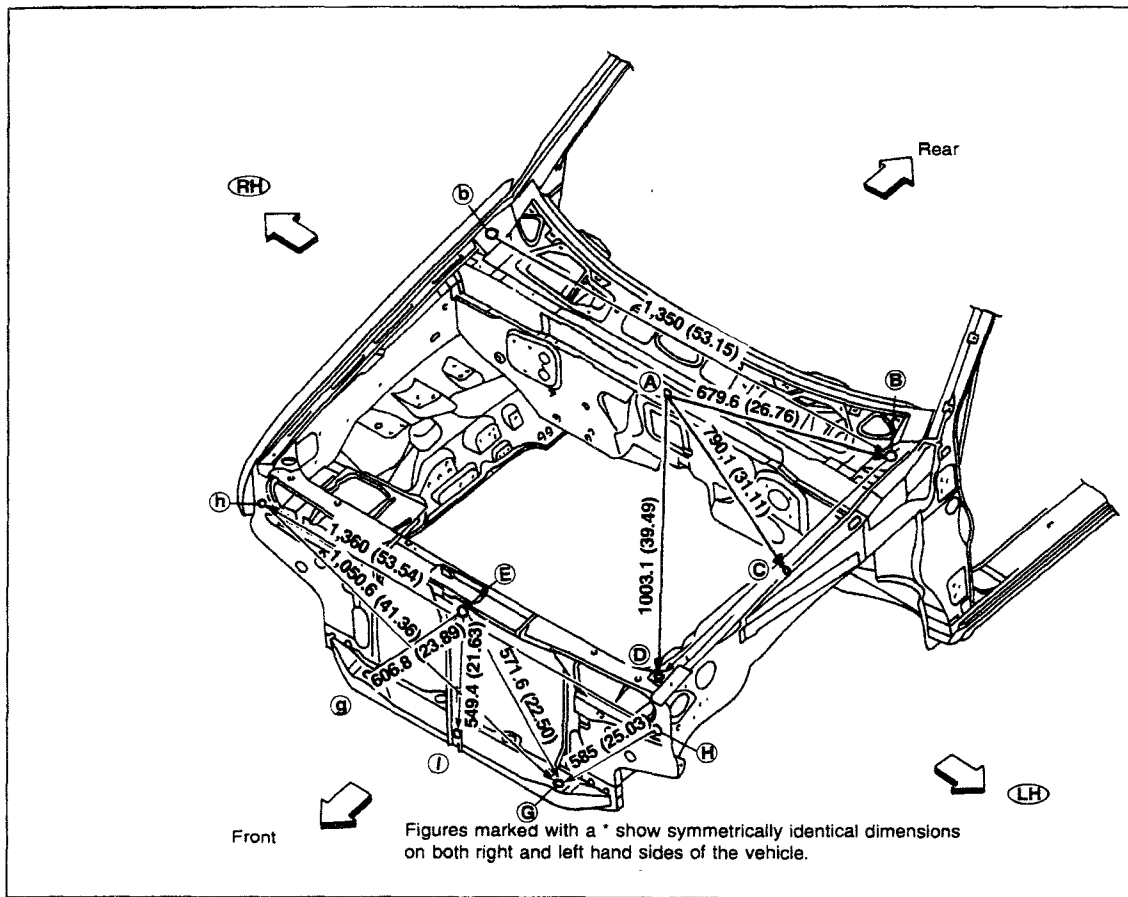 Rear
RH
b
1,350 (53.15)
A
B
679.6 (26.76)
790.1 (31.11)
1003.1 (39.49)
h
1,360 (53.54)
1,050.6 (41.36)
E
C
606.8 (23.89)
549.4 (21.63)
571.6 (22.50)
D
g
585 (25.03)
H
l
G
LH
Front
Figures marked with a * show symmetrically identical dimensions
on both right and left hand sides of the vehicle.